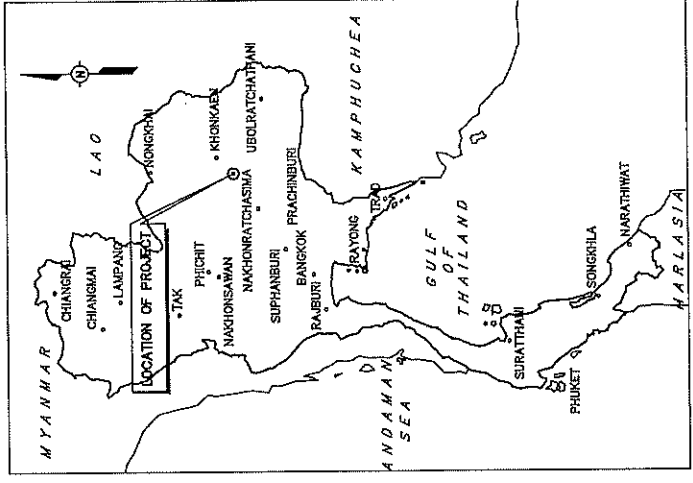 N
MYANMAR
LAO
CHIANGRAI
CHIANGMAI
LAMPANG
NONGKHAI
LOCATION OF PROJECT
TAK
KHONKAEN
PHICHIT
UBOLRATCHATHANI
NAKHONSAWAN
NAKHONRATCHASIMA
SUPHANBURI
PRACHINBURI
BANGKOK
RAJBURI
RAYONG
TRAD
KAMPHUCHEA
GULF
OF
THAILAND
ANDAMAN
SEA
SURATTHANI
PHUKET
SONGKHLA
NARATHIWAT
MARLASIA